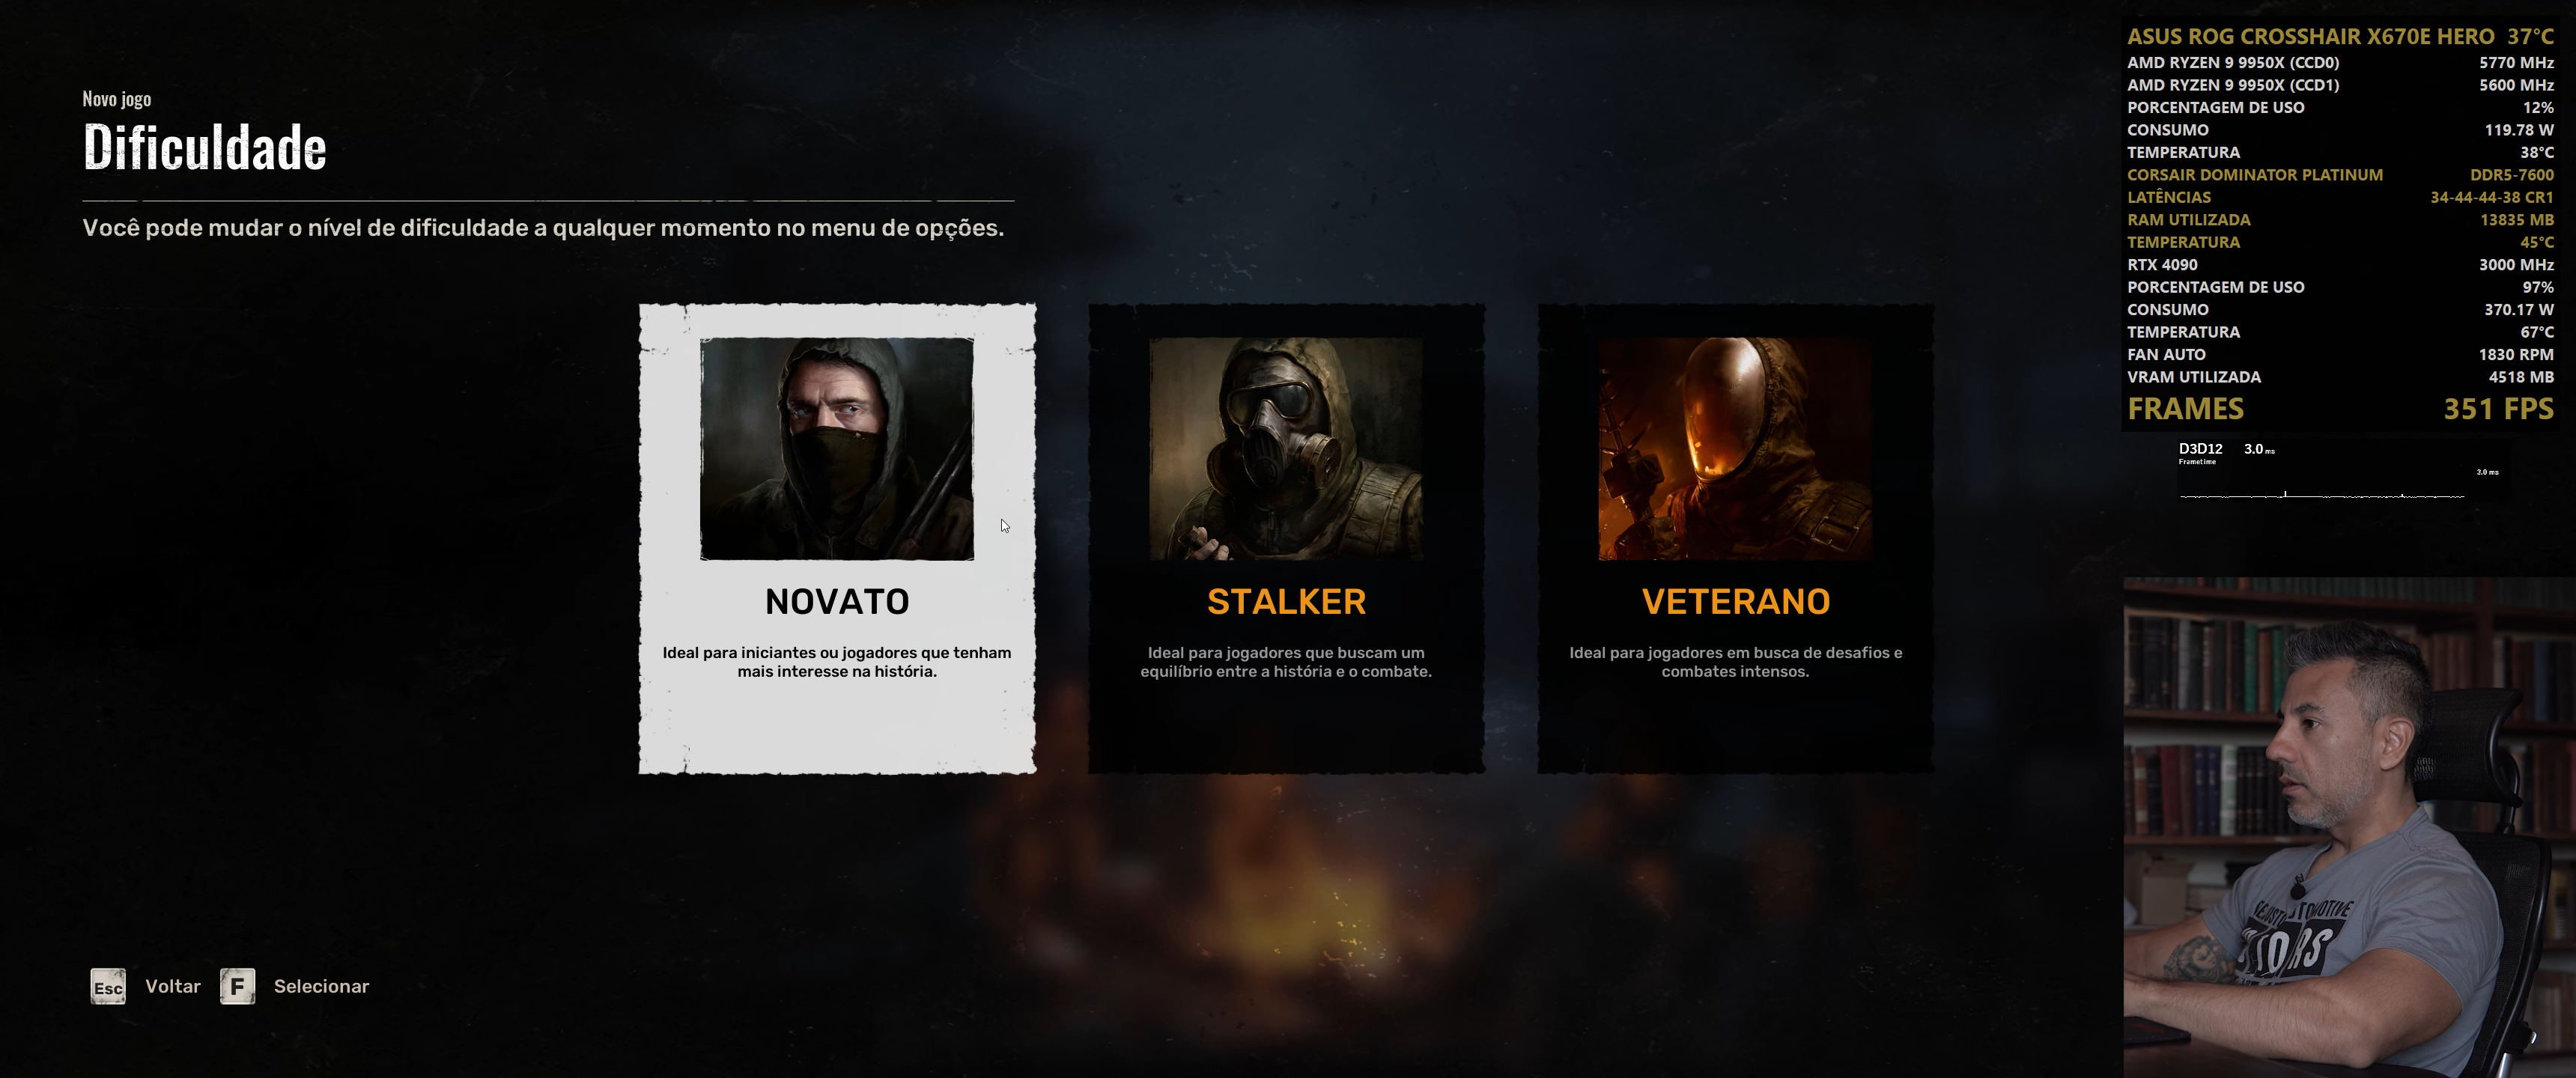 Novo jogo
Dificuldade
Você pode mudar o nível de dificuldade a qualquer momento no menu de opções.
NOVATO
Ideal para iniciantes ou jogadores que tenham
mais interesse na história.
STALKER
Ideal para jogadores que buscam um
equilíbrio entre a história e o combate.
VETERANO
Ideal para jogadores em busca de desafios e
combates intensos.
Esc Voltar F Selecionar
ASUS ROG CROSSHAIR X670E HERO 37°C
AMD RYZEN 9 9950X (CCD0) 5770 MHz
AMD RYZEN 9 9950X (CCD1) 5600 MHz
PORCENTAGEM DE USO 12%
CONSUMO 119.78 W
TEMPERATURA 38°C
CORSAIR DOMINATOR PLATINUM DDR5-7600
LATÊNCIAS 34-44-44-38 CR1
RAM UTILIZADA 13835 MB
TEMPERATURA 45°C
RTX 4090 3000 MHz
PORCENTAGEM DE USO 97%
CONSUMO 370.17 W
TEMPERATURA 67°C
FAN AUTO 1830 RPM
VRAM UTILIZADA 4518 MB
FRAMES 351 FPS
D3D12 3.0 ms
Frametime
3.0 ms